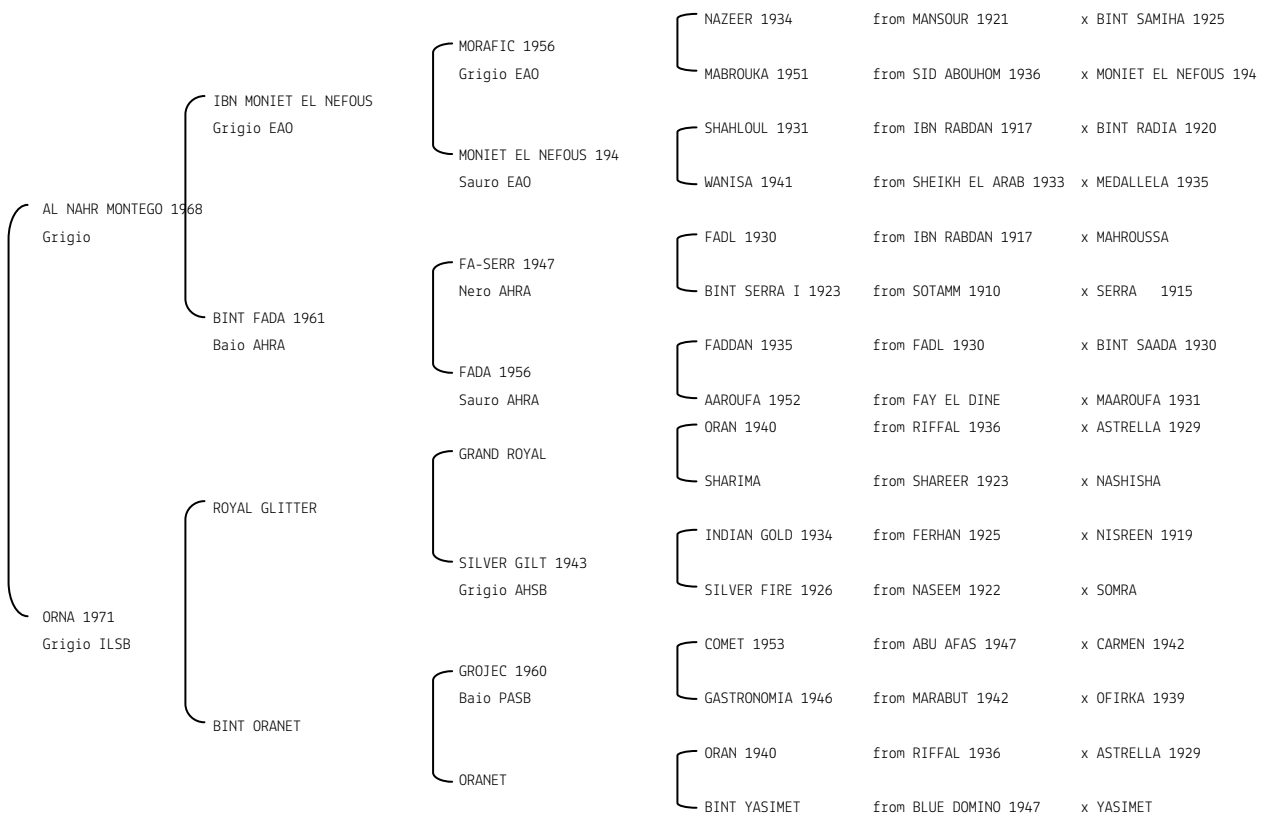 NAZEER 1934 from MANSOUR 1921 x BINT SAMIHA 1925
MORAFIC 1956
Grigio EAO MABROUKA 1951 from SID ABOUHOM 1936 x MONIET EL NEFOUS 194
IBN MONIET EL NEFOUS
Grigio EAO SHAHLOUL 1931 from IBN RABDAN 1917 x BINT RADIA 1920
MONIET EL NEFOUS 194
Sauro EAO WANISA 1941 from SHEIKH EL ARAB 1933 x MEDALLELA 1935
AL NAHR MONTEGO 1968
Grigio FADL 1930 from IBN RABDAN 1917 x MAHROUSSA
FA-SERR 1947
Nero AHRA BINT SERRA I 1923 from SOTAMM 1910 x SERRA 1915
BINT FADA 1961
Baio AHRA FADDAN 1935 from FADL 1930 x BINT SAADA 1930
FADA 1956
Sauro AHRA AAROUFA 1952 from FAY EL DINE x MAAROUFA 1931
ORAN 1940 from RIFFAL 1936 x ASTRELLA 1929
GRAND ROYAL
SHARIMA from SHAREER 1923 x NASHISHA
ROYAL GLITTER
INDIAN GOLD 1934 from FERHAN 1925 x NISREEN 1919
SILVER GILT 1943
Grigio AHSB SILVER FIRE 1926 from NASEEM 1922 x SOMRA
ORNA 1971
Grigio ILSB COMET 1953 from ABU AFAS 1947 x CARMEN 1942
GROJEC 1960
Baio PASB GASTRONOMIA 1946 from MARABUT 1942 x OFIRKA 1939
BINT ORANET
ORAN 1940 from RIFFAL 1936 x ASTRELLA 1929
ORANET
BINT YASIMET from BLUE DOMINO 1947 x YASIMET